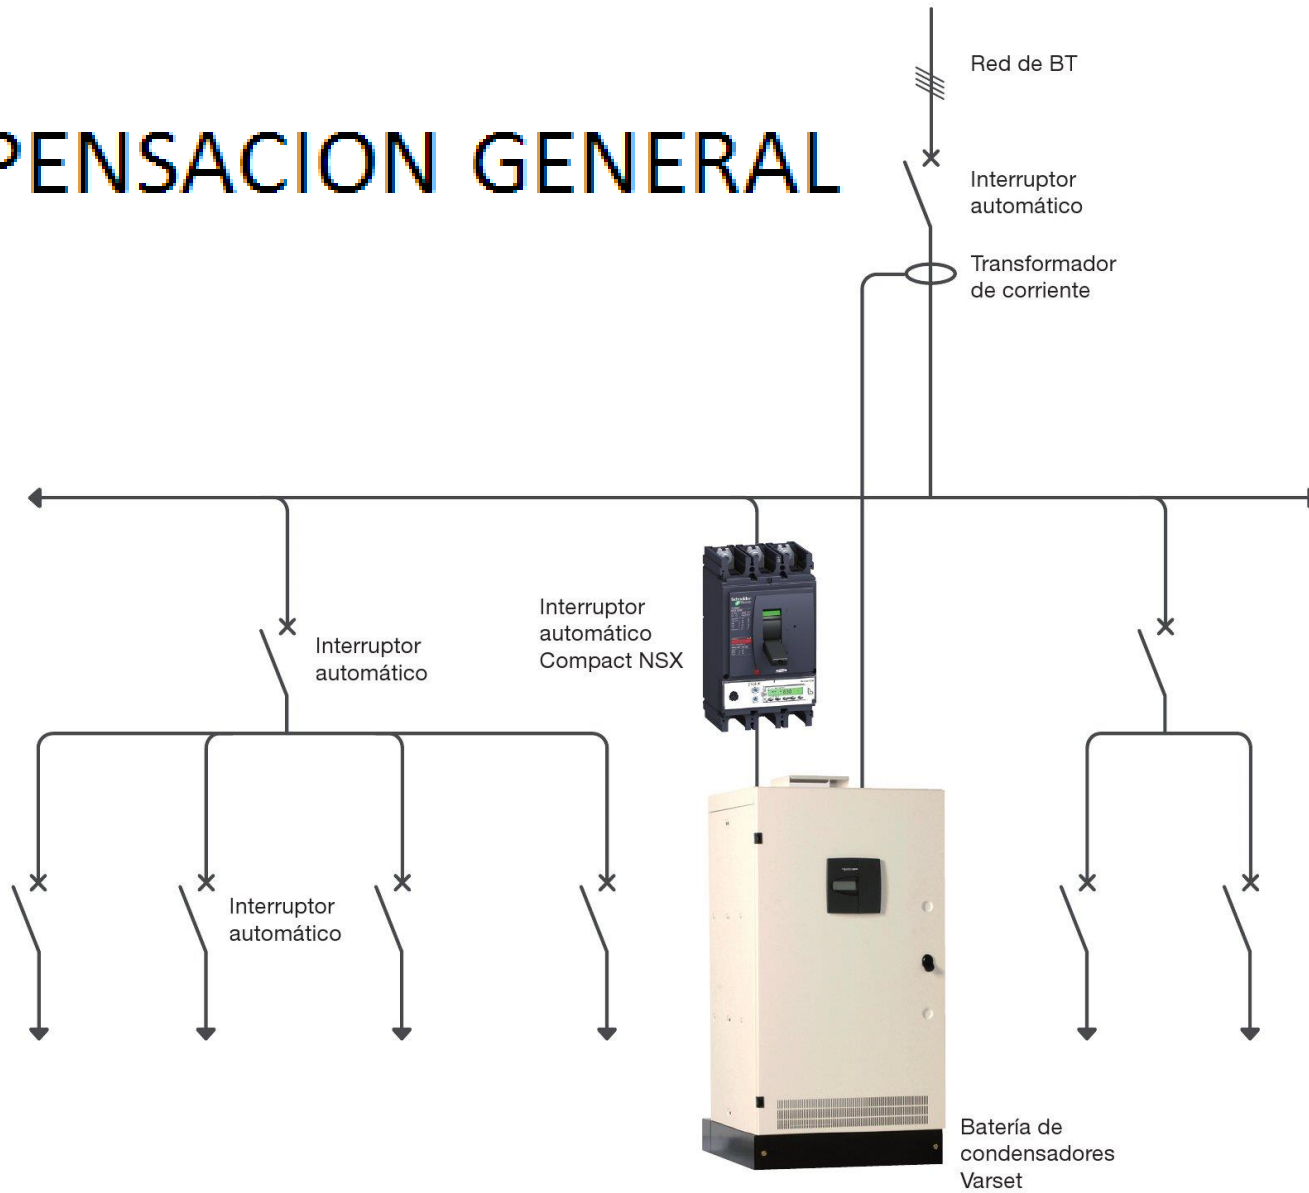 Red de BT
PENSACION GENERAL
Interruptor
automático
Transformador
de corriente
Interruptor
automático
Compact NSX
Interruptor
automático
Interruptor
automático
Batería de
condensadores
Varset